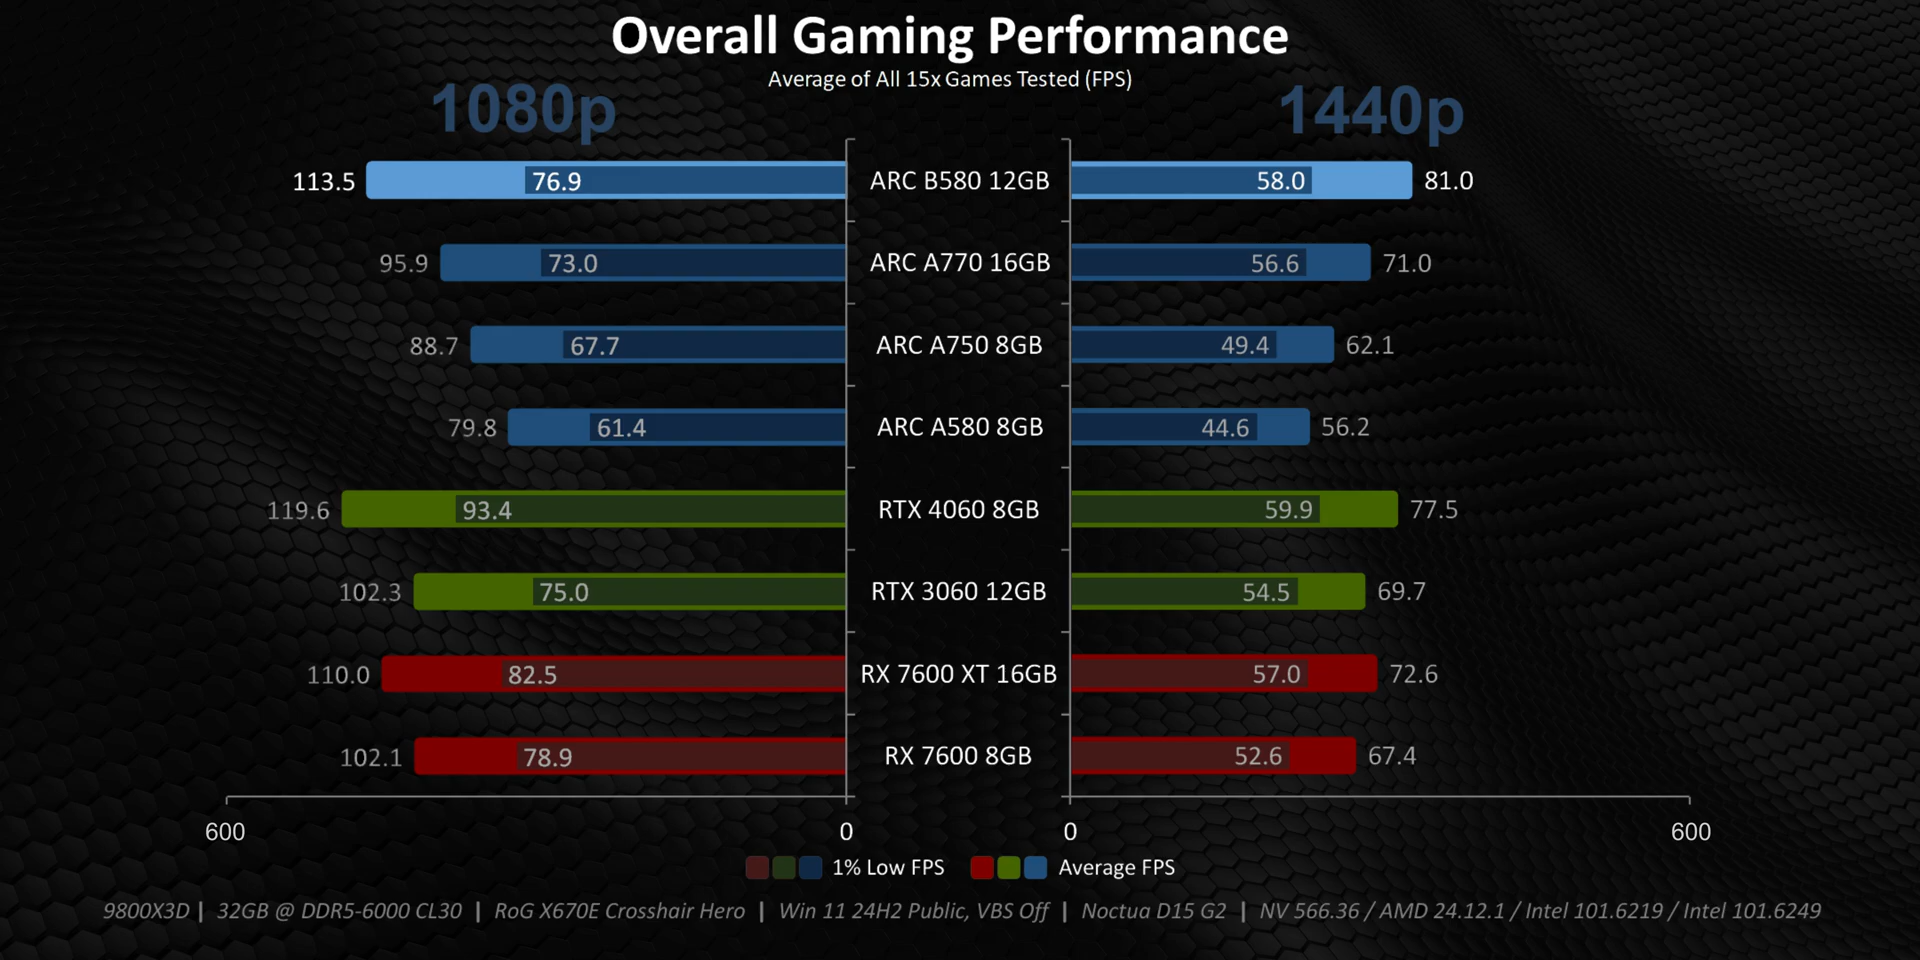 Overall Gaming Performance
Average of All 15x Games Tested (FPS)
1080p 1440p
113.5 76.9 ARC B580 12GB 58.0 81.0
95.9 73.0 ARC A770 16GB 56.6 71.0
88.7 67.7 ARC A750 8GB 49.4 62.1
79.8 61.4 ARC A580 8GB 44.6 56.2
119.6 93.4 RTX 4060 8GB 59.9 77.5
102.3 75.0 RTX 3060 12GB 54.5 69.7
110.0 82.5 RX 7600 XT 16GB 57.0 72.6
102.1 78.9 RX 7600 8GB 52.6 67.4
600 0 0 600
1% Low FPS Average FPS
9800X3D | 32GB @ DDR5-6000 CL30 | RoG X670E Crosshair Hero | Win 11 24H2 Public, VBS Off | Noctua D15 G2 | NV 566.36 / AMD 24.12.1 / Intel 101.6219 / Intel 101.6249